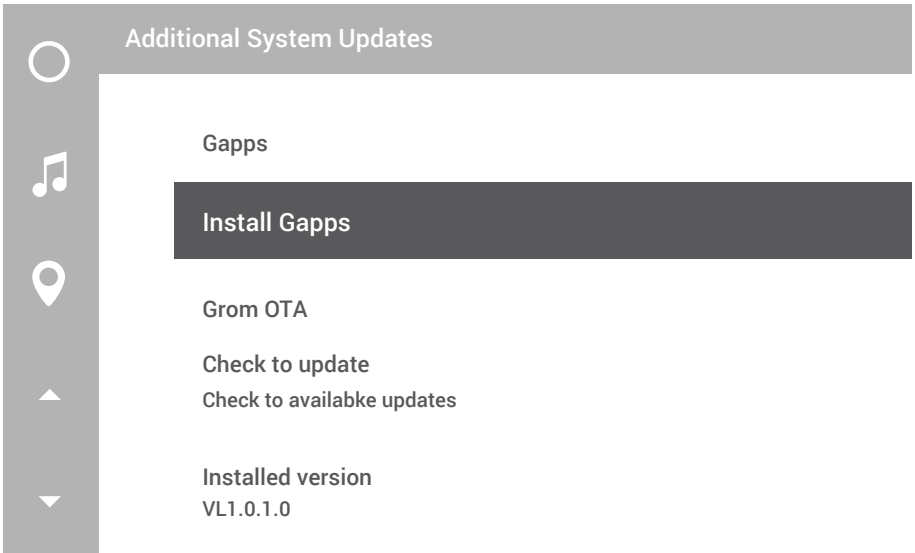 Additional System Updates
Gapps
Install Gapps
Grom OTA
Check to update
Check to availabke updates
Installed version
VL1.0.1.0